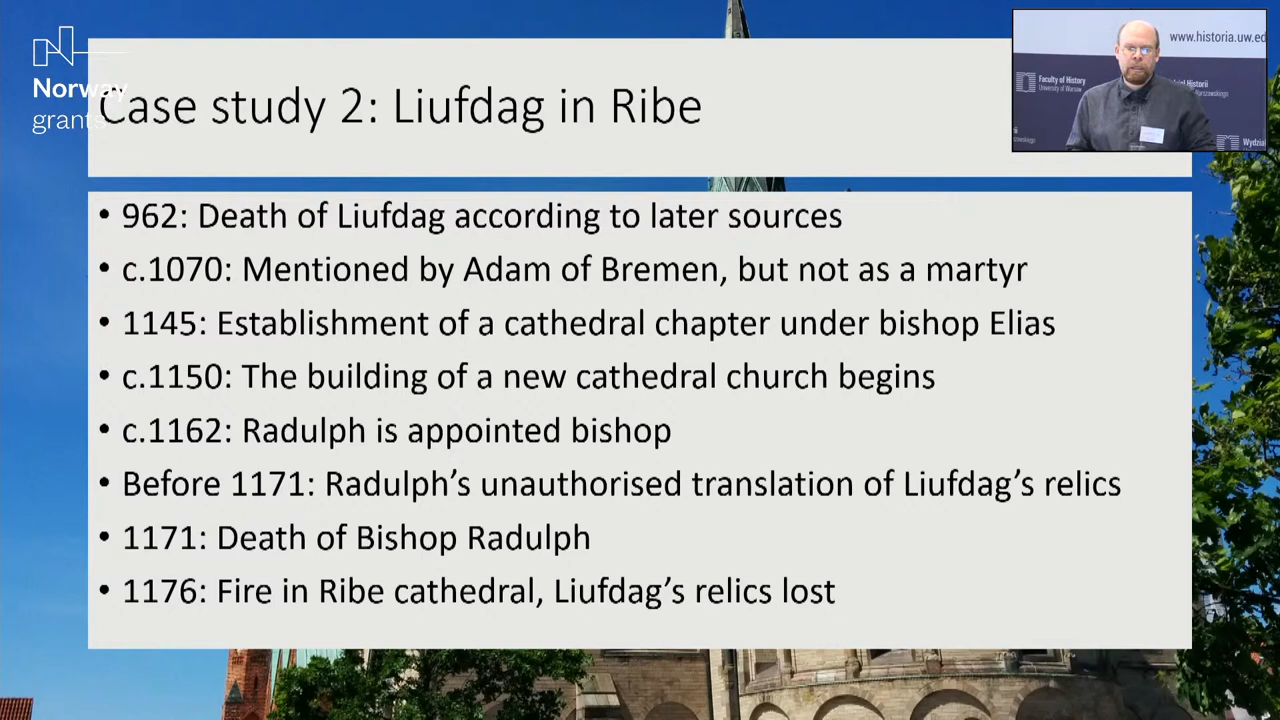 Norway
grants
Case study 2: Liufdag in Ribe
• 962: Death of Liufdag according to later sources
• c.1070: Mentioned by Adam of Bremen, but not as a martyr
• 1145: Establishment of a cathedral chapter under bishop Elias
• c.1150: The building of a new cathedral church begins
• c.1162: Radulph is appointed bishop
• Before 1171: Radulph’s unauthorised translation of Liufdag’s relics
• 1171: Death of Bishop Radulph
• 1176: Fire in Ribe cathedral, Liufdag’s relics lost
www.historia.uw.ed
Faculty of History
University of Warsaw
Historii
Warszawskiego
Wydzia